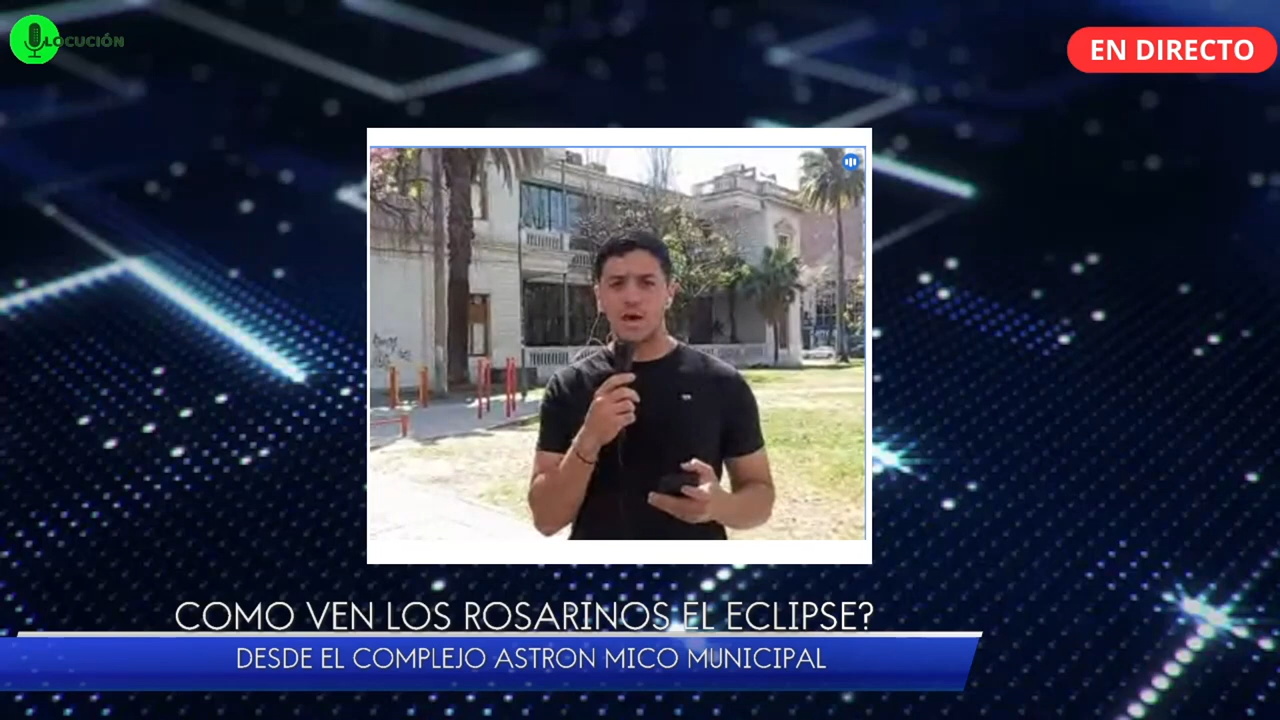 LOCUCIÓN
EN DIRECTO
COMO VEN LOS ROSARINOS EL ECLIPSE?
DESDE EL COMPLEJO ASTRON MICO MUNICIPAL